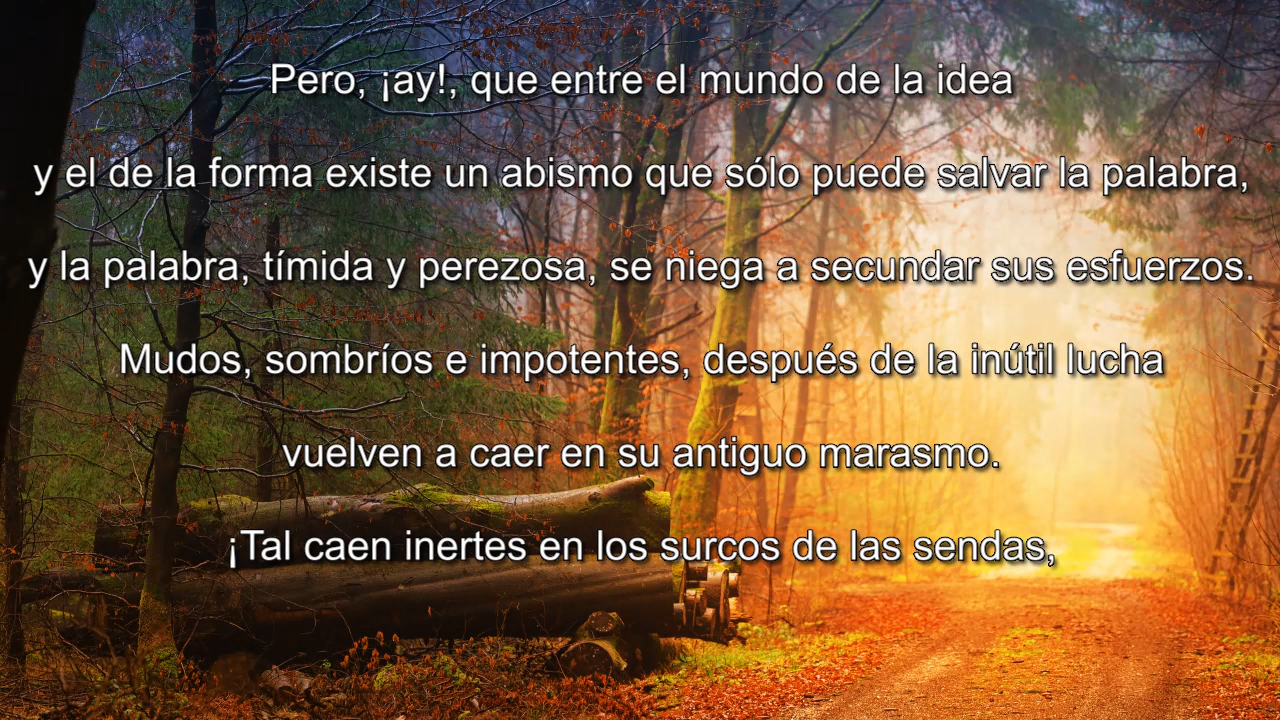 Pero, ¡ay!, que entre el mundo de la idea
y el de la forma existe un abismo que sólo puede salvar la palabra,
y la palabra, tímida y perezosa, se niega a secundar sus esfuerzos.
Mudos, sombríos e impotentes, después de la inútil lucha
vuelven a caer en su antiguo marasmo.
¡Tal caen inertes en los surcos de las sendas,